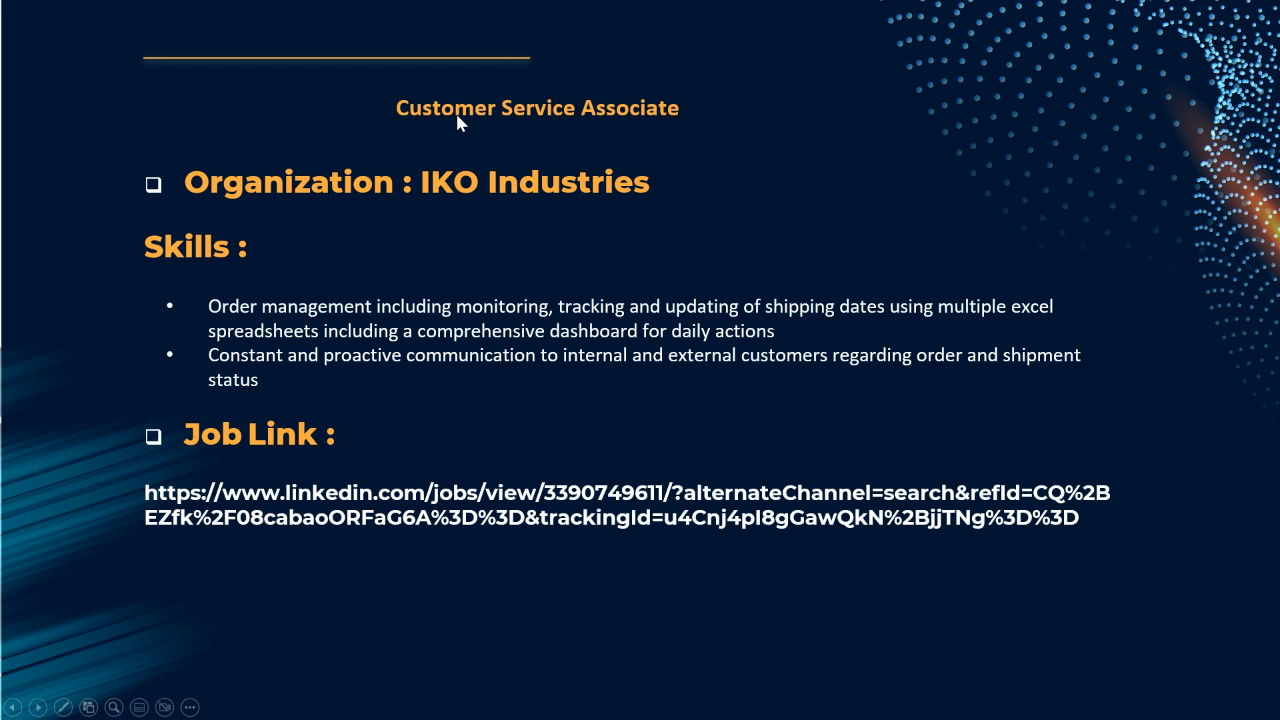 Customer Service Associate
❑ Organization : IKO Industries
Skills :
• Order management including monitoring, tracking and updating of shipping dates using multiple excel
spreadsheets including a comprehensive dashboard for daily actions
• Constant and proactive communication to internal and external customers regarding order and shipment
status
❑ Job Link :
https://www.linkedin.com/jobs/view/3390749611/?alternateChannel=search&refId=CQ%2B
EZfk%2F08cabaoORFaG6A%3D%3D&trackingId=u4Cnj4pI8gGawQkN%2BjjTNg%3D%3D